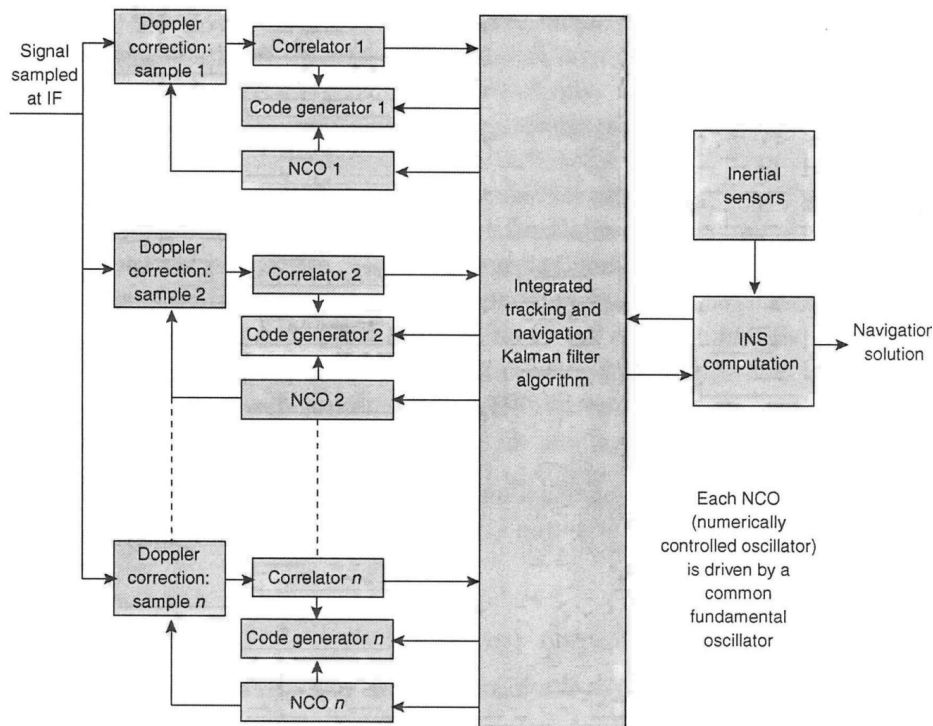 Signal
sampled
at IF
Doppler
correction:
sample 1
Correlator 1
Code generator 1
NCO 1
Doppler
correction:
sample 2
Correlator 2
Code generator 2
NCO 2
Doppler
correction:
sample n
Correlator n
Code generator n
NCO n
Integrated
tracking and
navigation
Kalman filter
algorithm
Inertial
sensors
INS
computation
Navigation
solution
Each NCO
(numerically
controlled oscillator)
is driven by a
common
fundamental
oscillator